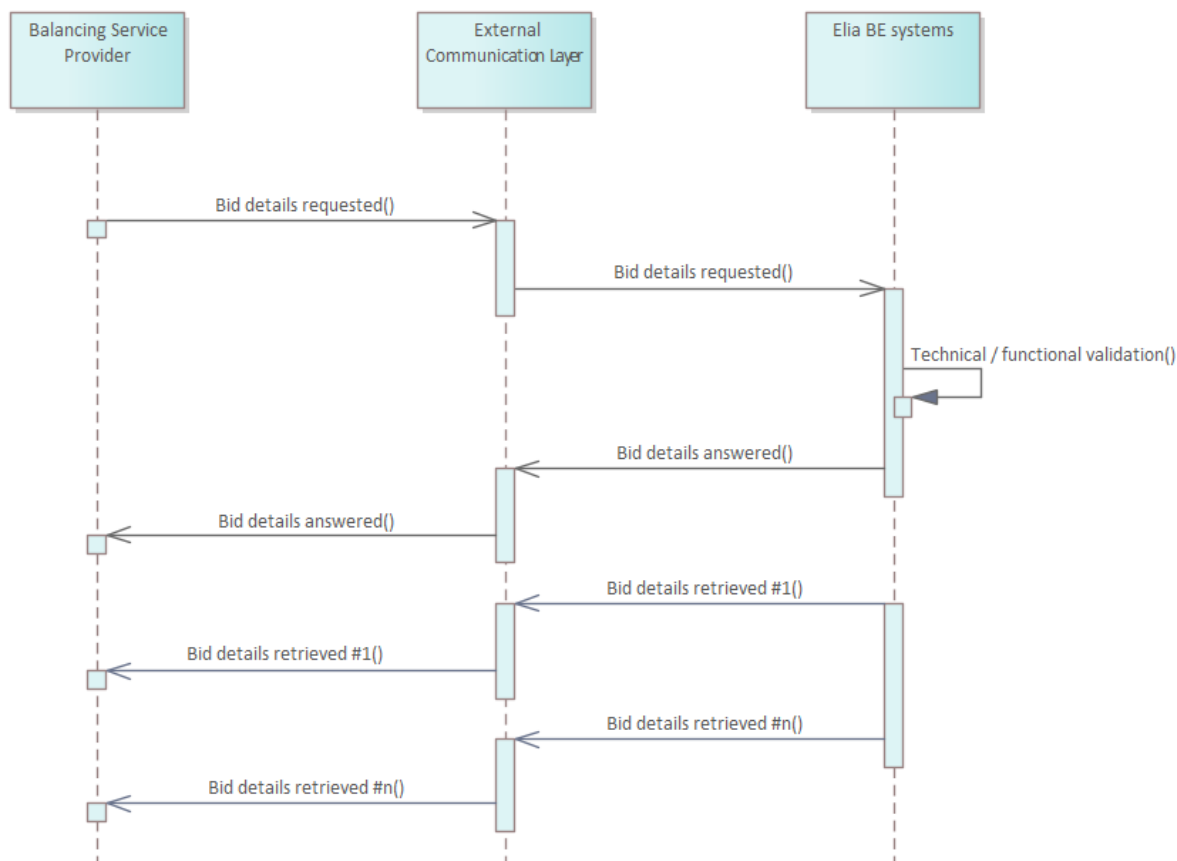 Balancing Service
Provider
External
Communication Layer
Elia BE systems
Bid details requested()
Bid details requested()
Technical / functional validation()
Bid details answered()
Bid details answered()
Bid details retrieved #1()
Bid details retrieved #1()
Bid details retrieved #n()
Bid details retrieved #n()